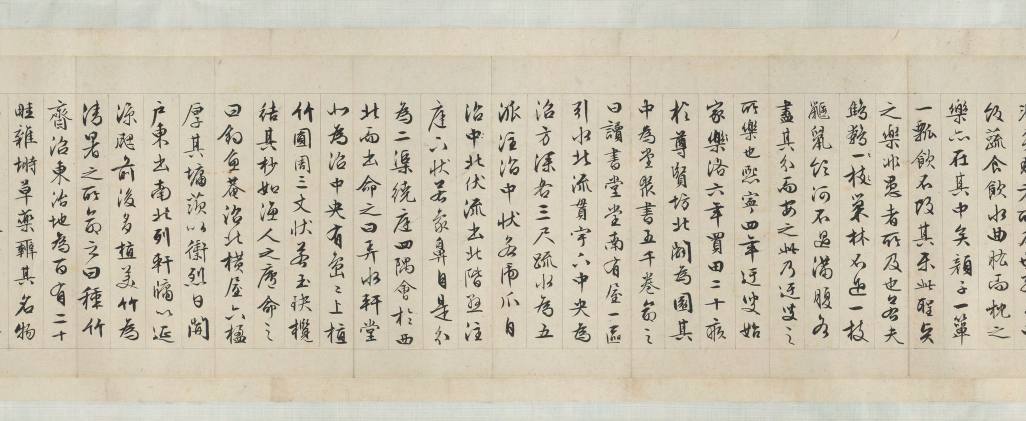 飯蔬食飲水曲肱而枕之
樂亦在其中矣顏子一簞
一瓢飲不改其樂此聖賢
之樂非愚者所及也若夫
鷦鷯一枝巢林不過一枝
鼴鼠飲河不過滿腹各
盡其分而安之此乃迂叟之
所樂也熙寧四年迂叟始
家樂洛六年買田二十畝
於尊賢坊北闢為園其
中為堂聚書五千卷命之
曰讀書堂堂南有屋一區
引水北流貫宇下中央為
沼方深各三尺疏水為五
派注沼中狀若虎爪自
沼中北伏流出北階懸注
庭下狀若象鼻自是分
為二渠繞庭四隅會於西
北而出命之曰弄水軒堂
北為沼中央有島島上植
竹圓周三丈狀若玉玦攬
結其杪如漁人之廬命之
曰釣魚菴沼北橫屋六楹
厚其墉茨以禦烈日開
戶東出南北列軒牖以延
涼颸前後多植美竹為
清暑之所命之曰種竹
齋沼東治地為百有二十
畦雜蒔草藥辨其名物